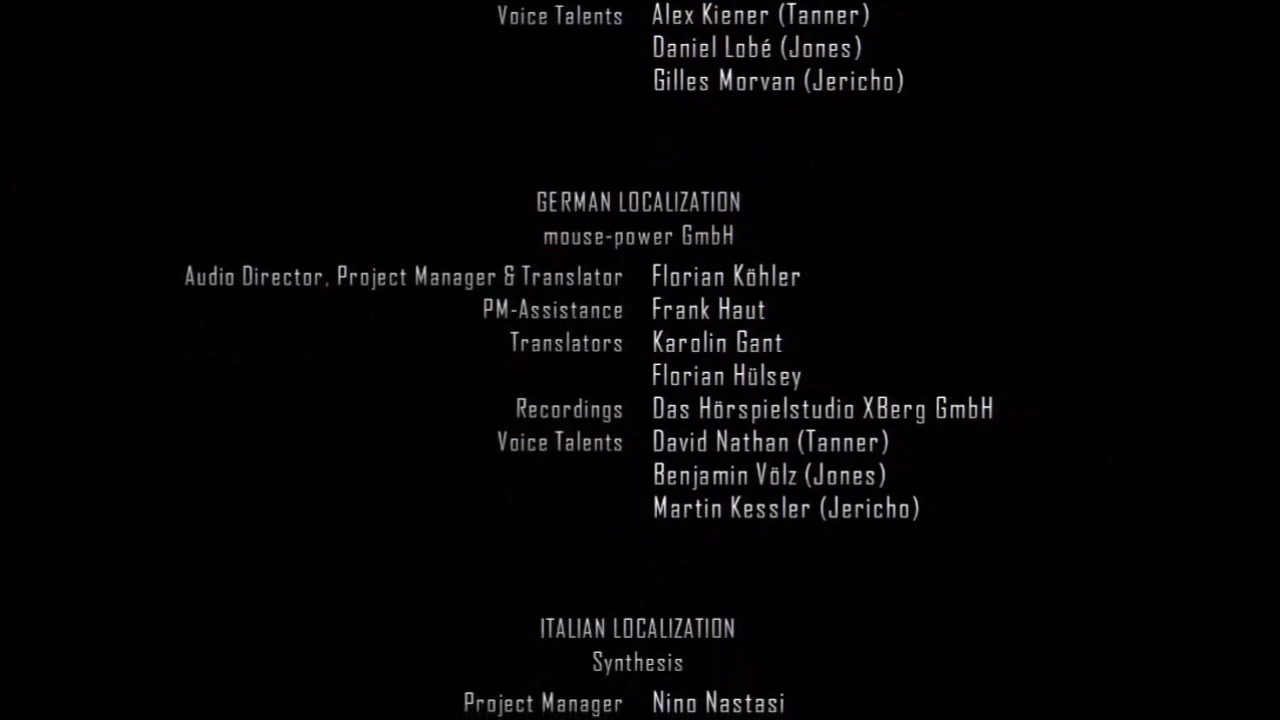 Voice Talents Alex Kiener (Tanner)
Daniel Lobé (Jones)
Gilles Morvan (Jericho)
GERMAN LOCALIZATION
mouse-power GmbH
Audio Director, Project Manager & Translator Florian Köhler
PM-Assistance Frank Haut
Translators Karolin Gant
Florian Hülsey
Recordings Das Hörspielstudio XBerg GmbH
Voice Talents David Nathan (Tanner)
Benjamin Völz (Jones)
Martin Kessler (Jericho)
ITALIAN LOCALIZATION
Synthesis
Project Manager Nino Nastasi